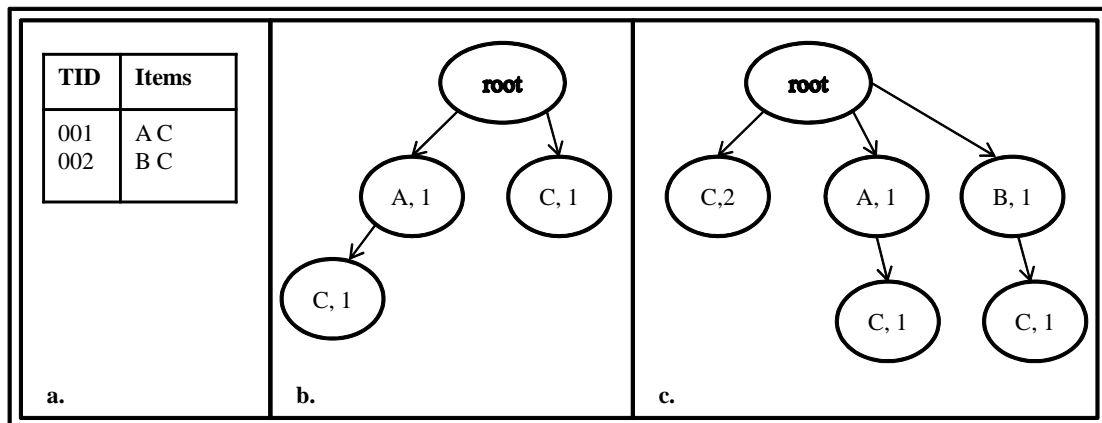 TID Items
001 A C
002 B C
a.
root
A, 1 C, 1
C, 1
b.
root
C,2 A, 1 B, 1
C, 1 C, 1
c.